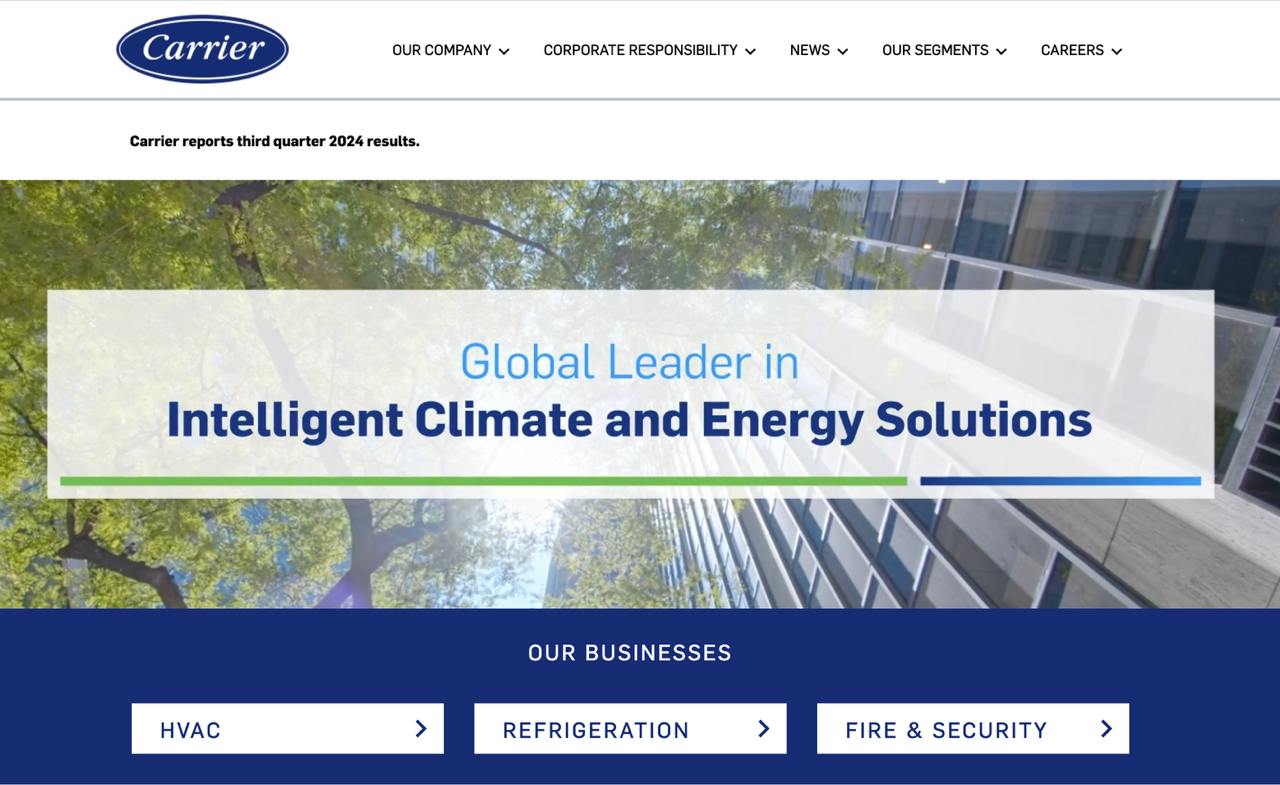 Carrier
OUR COMPANY
CORPORATE RESPONSIBILITY
NEWS
OUR SEGMENTS
CAREERS
Carrier reports third quarter 2024 results.
Global Leader in
Intelligent Climate and Energy Solutions
OUR BUSINESSES
HVAC
REFRIGERATION
FIRE & SECURITY